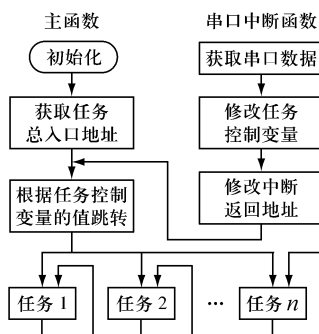 主函数
初始化
获取任务
总入口地址
根据任务控制
变量的值跳转
串口中断函数
获取串口数据
修改任务
控制变量
修改中断
返回地址
任务1
任务2
...
任务n